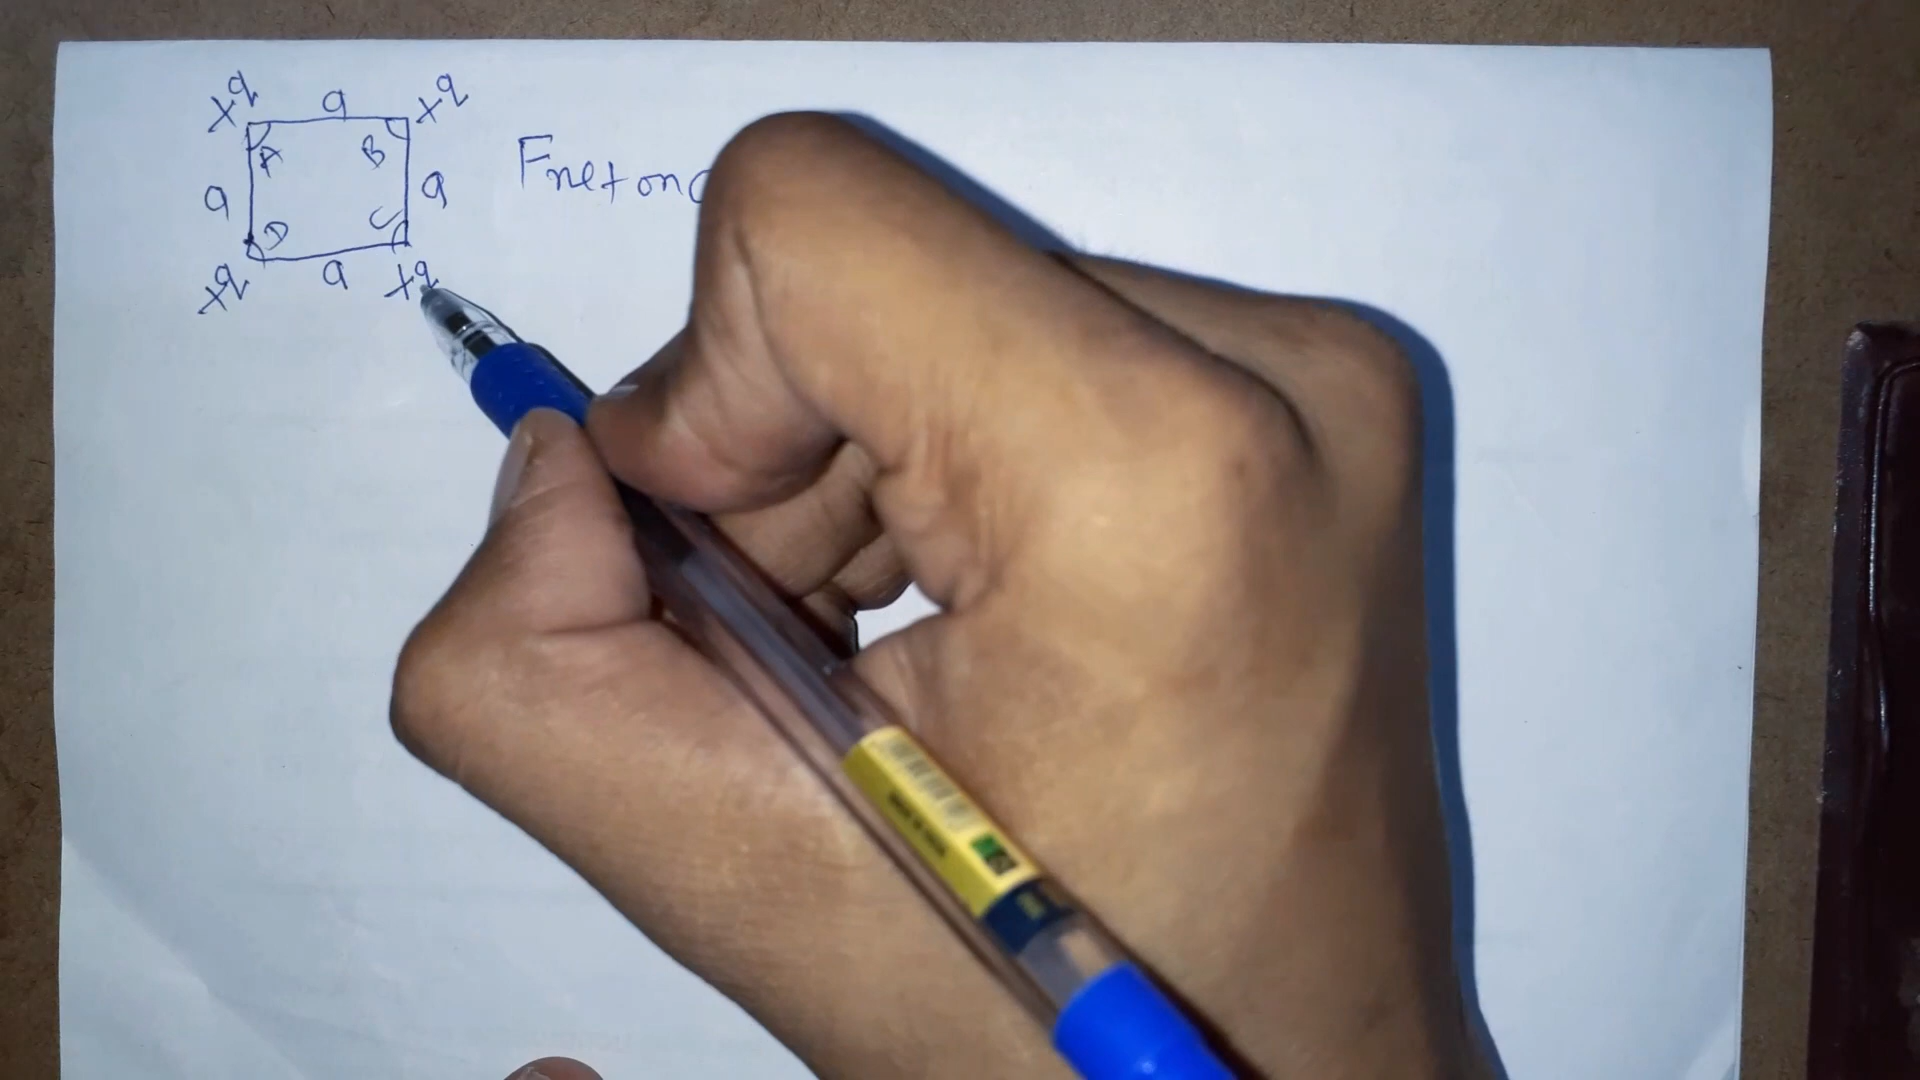 +q a +q
A B
a a
D C
+q a +q
Fnet on